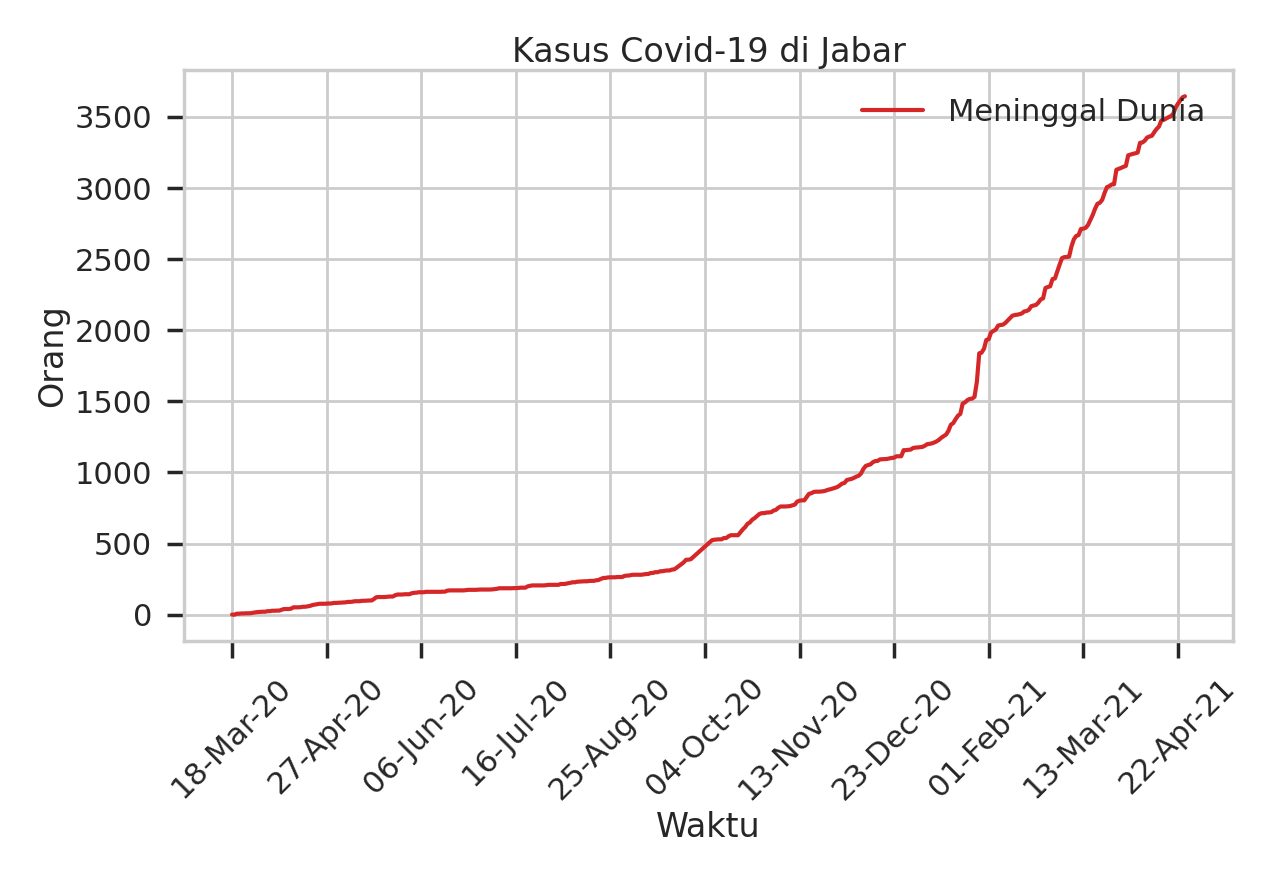 Kasus Covid-19 di Jabar
Meninggal Dunia
Orang
3500
3000
2500
2000
1500
1000
500
0
18-Mar-20
27-Apr-20
06-Jun-20
16-Jul-20
25-Aug-20
04-Oct-20
13-Nov-20
23-Dec-20
01-Feb-21
13-Mar-21
22-Apr-21
Waktu